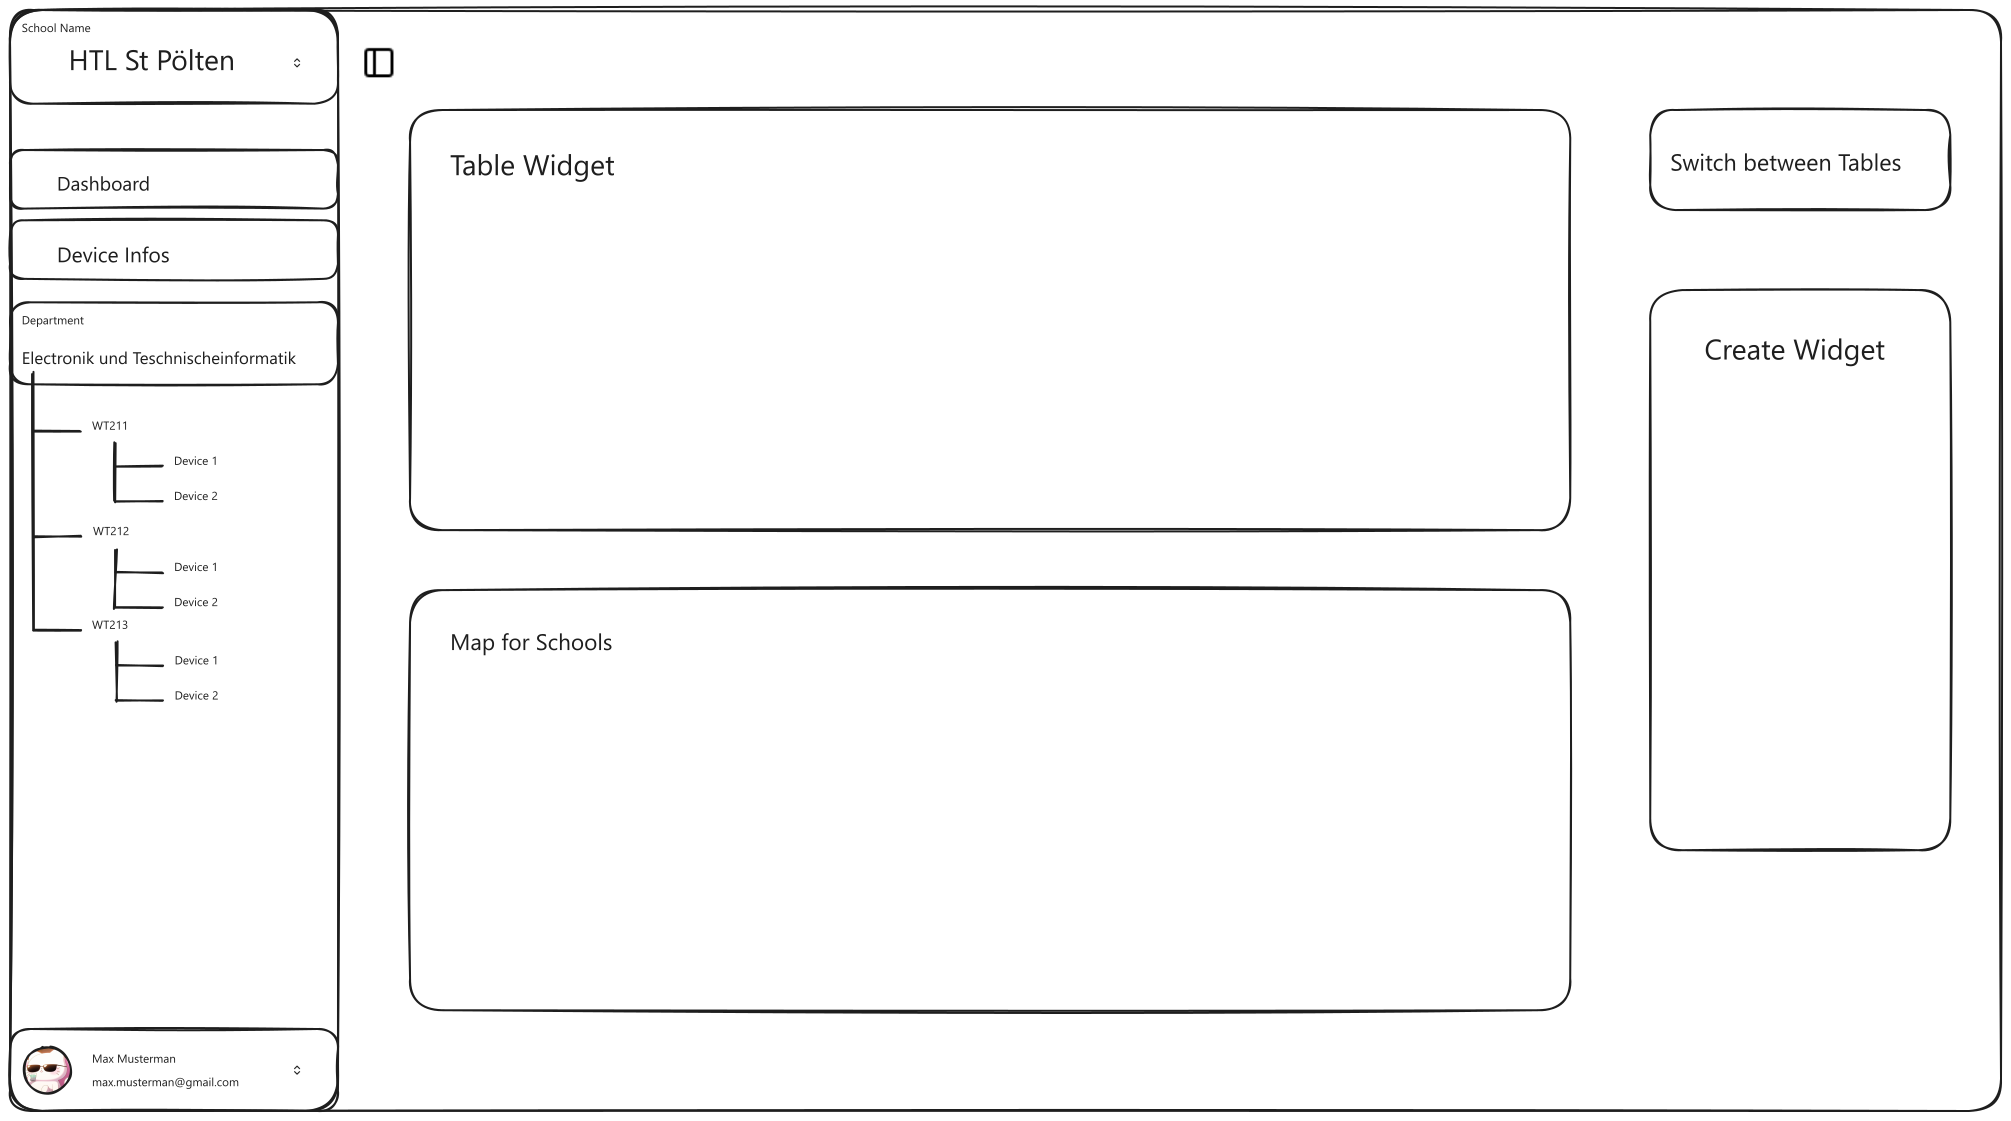 School Name
HTL St Pölten
Dashboard
Device Infos
Department
Electronik und Teschnischeinformatik
WT211
Device 1
Device 2
WT212
Device 1
Device 2
WT213
Device 1
Device 2
Max Musterman
max.musterman@gmail.com
Table Widget
Map for Schools
Switch between Tables
Create Widget